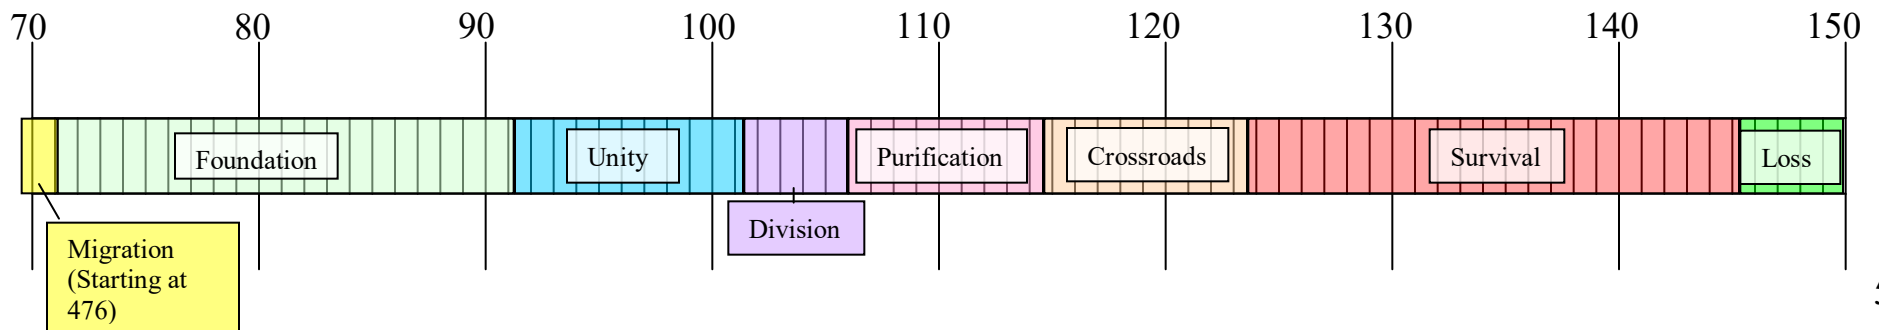 70 80 90 100 110 120 130 140 150
Foundation Unity Purification Crossroads Survival Loss
Division
Migration
(Starting at
476)